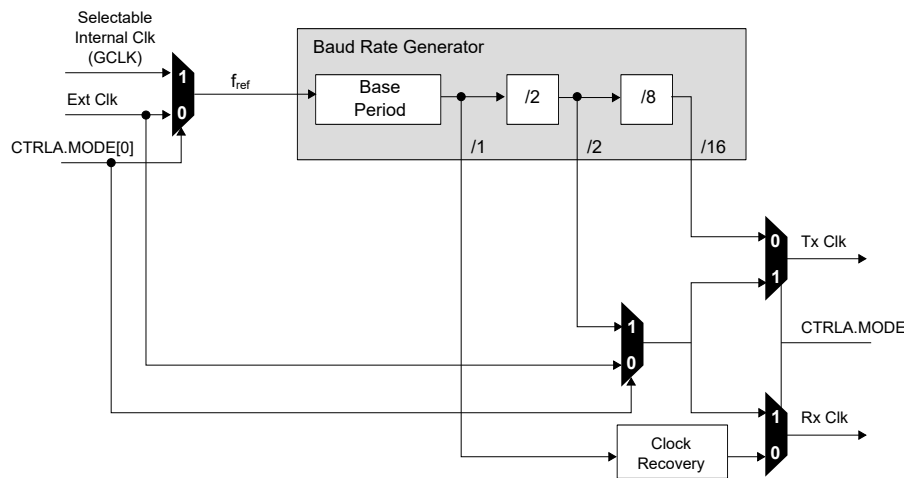 Selectable
Internal Clk
(GCLK)
Baud Rate Generator
1
fref
Base
Period
/2
/8
Ext Clk
0
CTRLA.MODE[0]
/1
/2
/16
0
Tx Clk
1
1
CTRLA.MODE
0
1
Rx Clk
Clock
Recovery
0